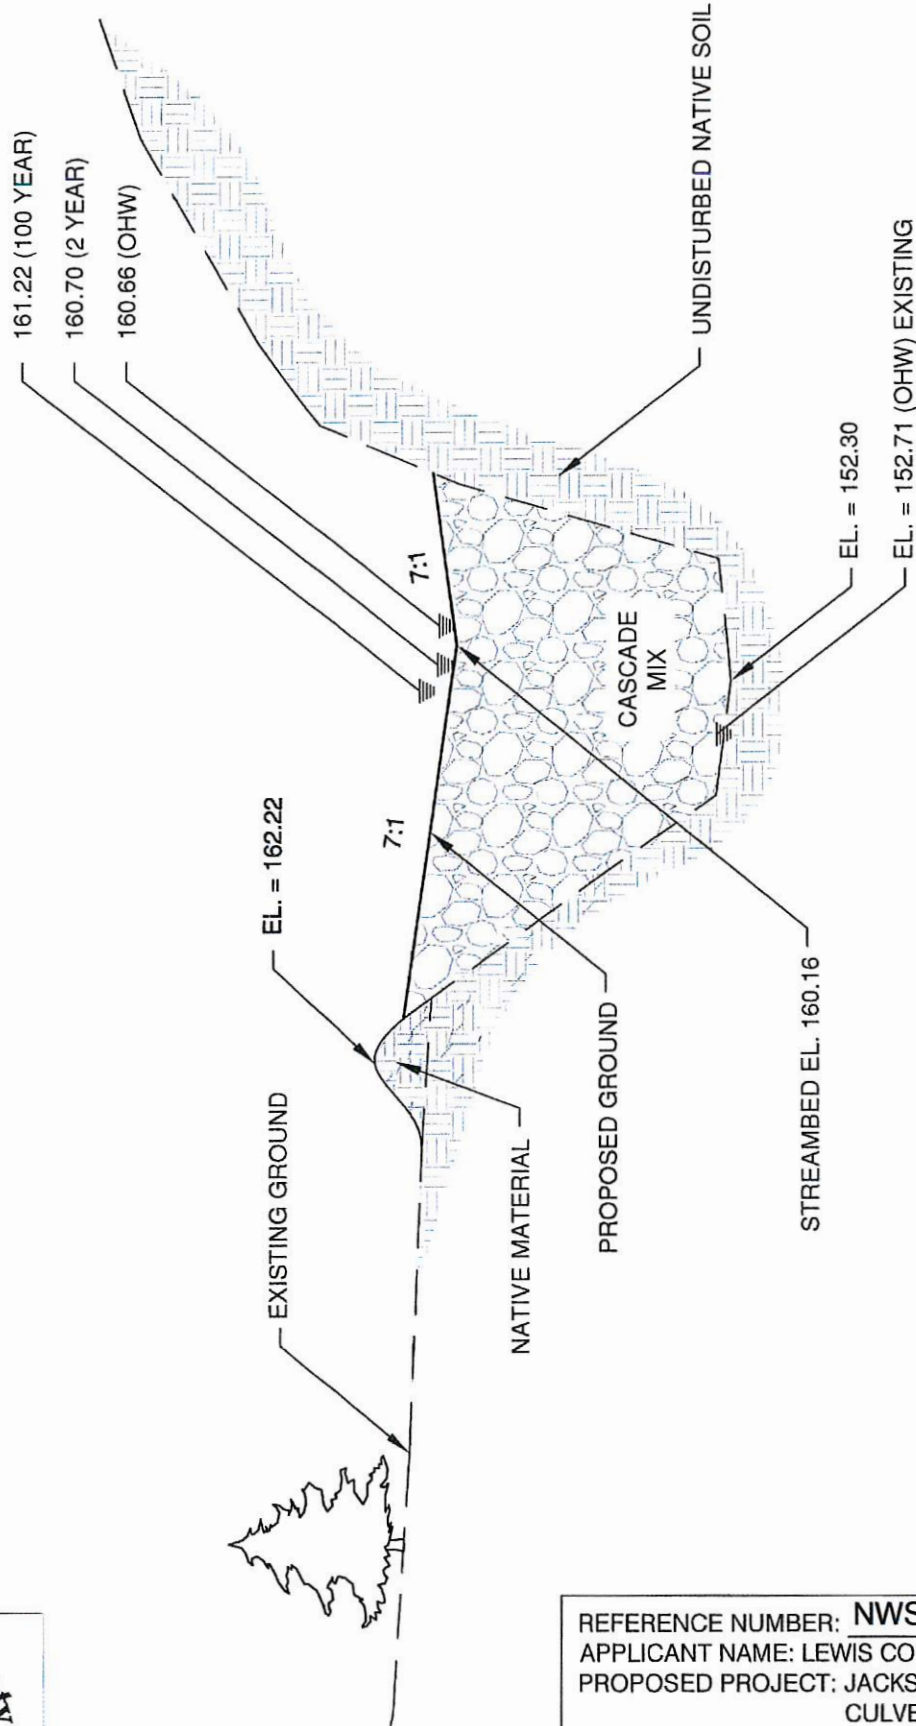 161.22 (100 YEAR)
160.70 (2 YEAR)
160.66 (OHW)
UNDISTURBED NATIVE SOIL
7:1
7:1
EL. = 162.22
CASCADE
MIX
EL. = 152.30
EL. = 152.71 (OHW) EXISTING
EXISTING GROUND
NATIVE MATERIAL
PROPOSED GROUND
STREAMBED EL. 160.16
REFERENCE NUMBER: NWS
APPLICANT NAME: LEWIS CO
PROPOSED PROJECT: JACKS
CULVE